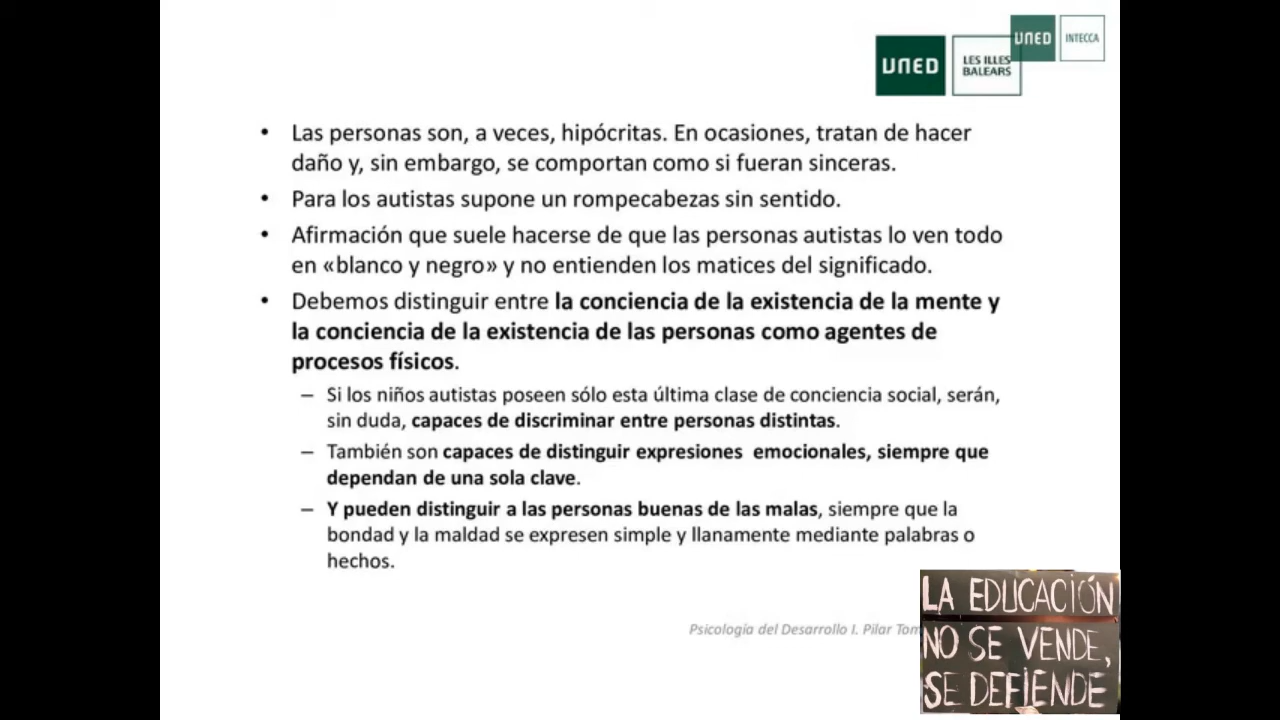 UNED
INTECCA
UNED
LES ILLES
BALEARS
• Las personas son, a veces, hipócritas. En ocasiones, tratan de hacer
daño y, sin embargo, se comportan como si fueran sinceras.
• Para los autistas supone un rompecabezas sin sentido.
• Afirmación que suele hacerse de que las personas autistas lo ven todo
en «blanco y negro» y no entienden los matices del significado.
• Debemos distinguir entre la conciencia de la existencia de la mente y
la conciencia de la existencia de las personas como agentes de
procesos físicos.
– Si los niños autistas poseen sólo esta última clase de conciencia social, serán,
sin duda, capaces de discriminar entre personas distintas.
– También son capaces de distinguir expresiones emocionales, siempre que
dependan de una sola clave.
– Y pueden distinguir a las personas buenas de las malas, siempre que la
bondad y la maldad se expresen simple y llanamente mediante palabras o
hechos.
Psicología del Desarrollo I. Pilar
LA EDUCACIÓN
NO SE VENDE,
SE DEFIENDE